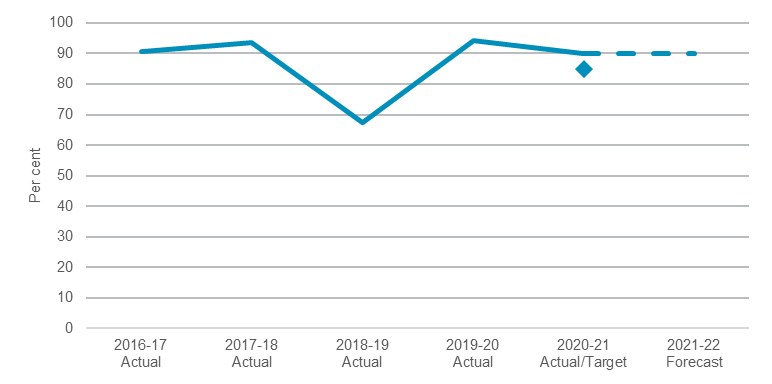 100
90
80
70
60
50
40
30
20
10
0
Per cent
2016-17
Actual
2017-18
Actual
2018-19
Actual
2019-20
Actual
2020-21
Actual/Target
2021-22
Forecast